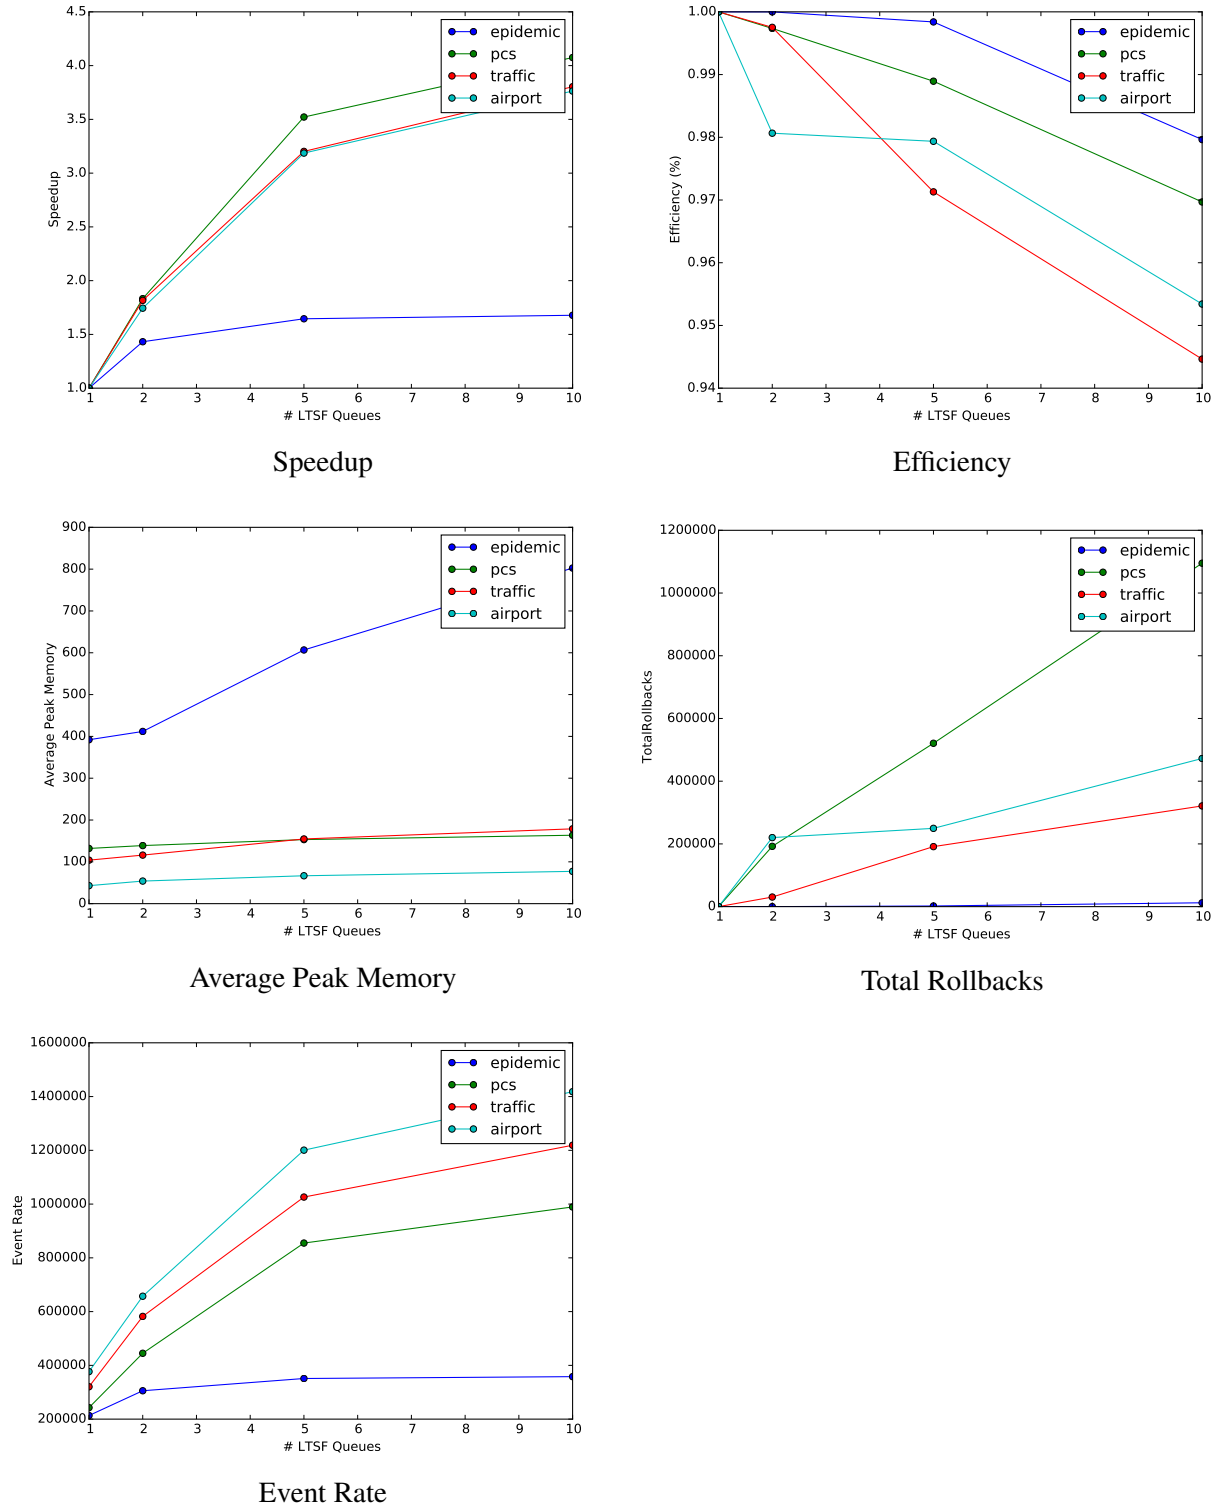 4.5
4.0
3.5
3.0
2.5
2.0
1.5
1.0
Speedup
epidemic
pcs
traffic
airport
1 2 3 4 5 6 7 8 9 10
# LTSF Queues
Speedup
1.00
0.99
0.98
0.97
0.96
0.95
0.94
Efficiency (%)
epidemic
pcs
traffic
airport
1 2 3 4 5 6 7 8 9 10
# LTSF Queues
Efficiency
900
800
700
600
500
400
300
200
100
0
Average Peak Memory
epidemic
pcs
traffic
airport
1 2 3 4 5 6 7 8 9 10
# LTSF Queues
Average Peak Memory
1200000
1000000
800000
600000
400000
200000
0
TotalRollbacks
epidemic
pcs
traffic
airport
1 2 3 4 5 6 7 8 9 10
# LTSF Queues
Total Rollbacks
1600000
1400000
1200000
1000000
800000
600000
400000
200000
Event Rate
epidemic
pcs
traffic
airport
1 2 3 4 5 6 7 8 9 10
# LTSF Queues
Event Rate